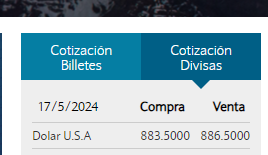 Cotización Cotización
Billetes Divisas
17/5/2024 Compra Venta
Dolar U.S.A 883.5000 886.5000